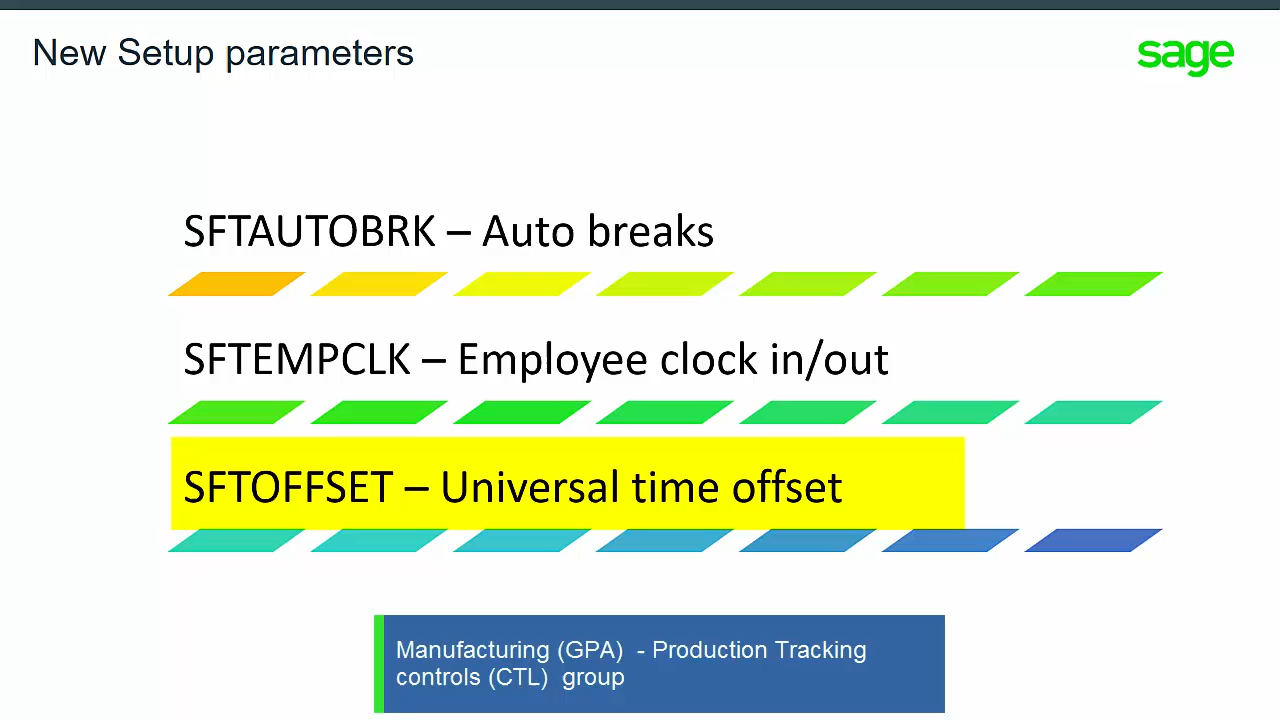 New Setup parameters
sage
SFTAUTOBRK – Auto breaks
SFTEMPCLK – Employee clock in/out
SFTOFFSET – Universal time offset
Manufacturing (GPA)  - Production Tracking
controls (CTL)  group